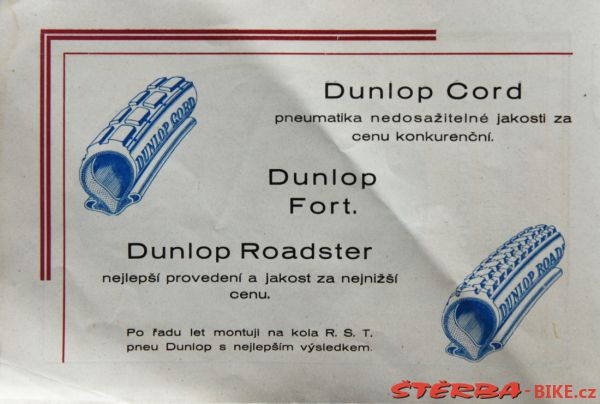 DUNLOP CORD
Dunlop Cord
pneumatika nedosažitelné jakosti za
cenu konkurenční.
Dunlop
Fort.
Dunlop Roadster
nejlepší provedení a jakost za nejnižší
cenu.
DUNLOP ROADS
Po řadu let montuji na kola R. S. T.
pneu Dunlop s nejlepším výsledkem.
ŠTĚRBA-BIKE.cz